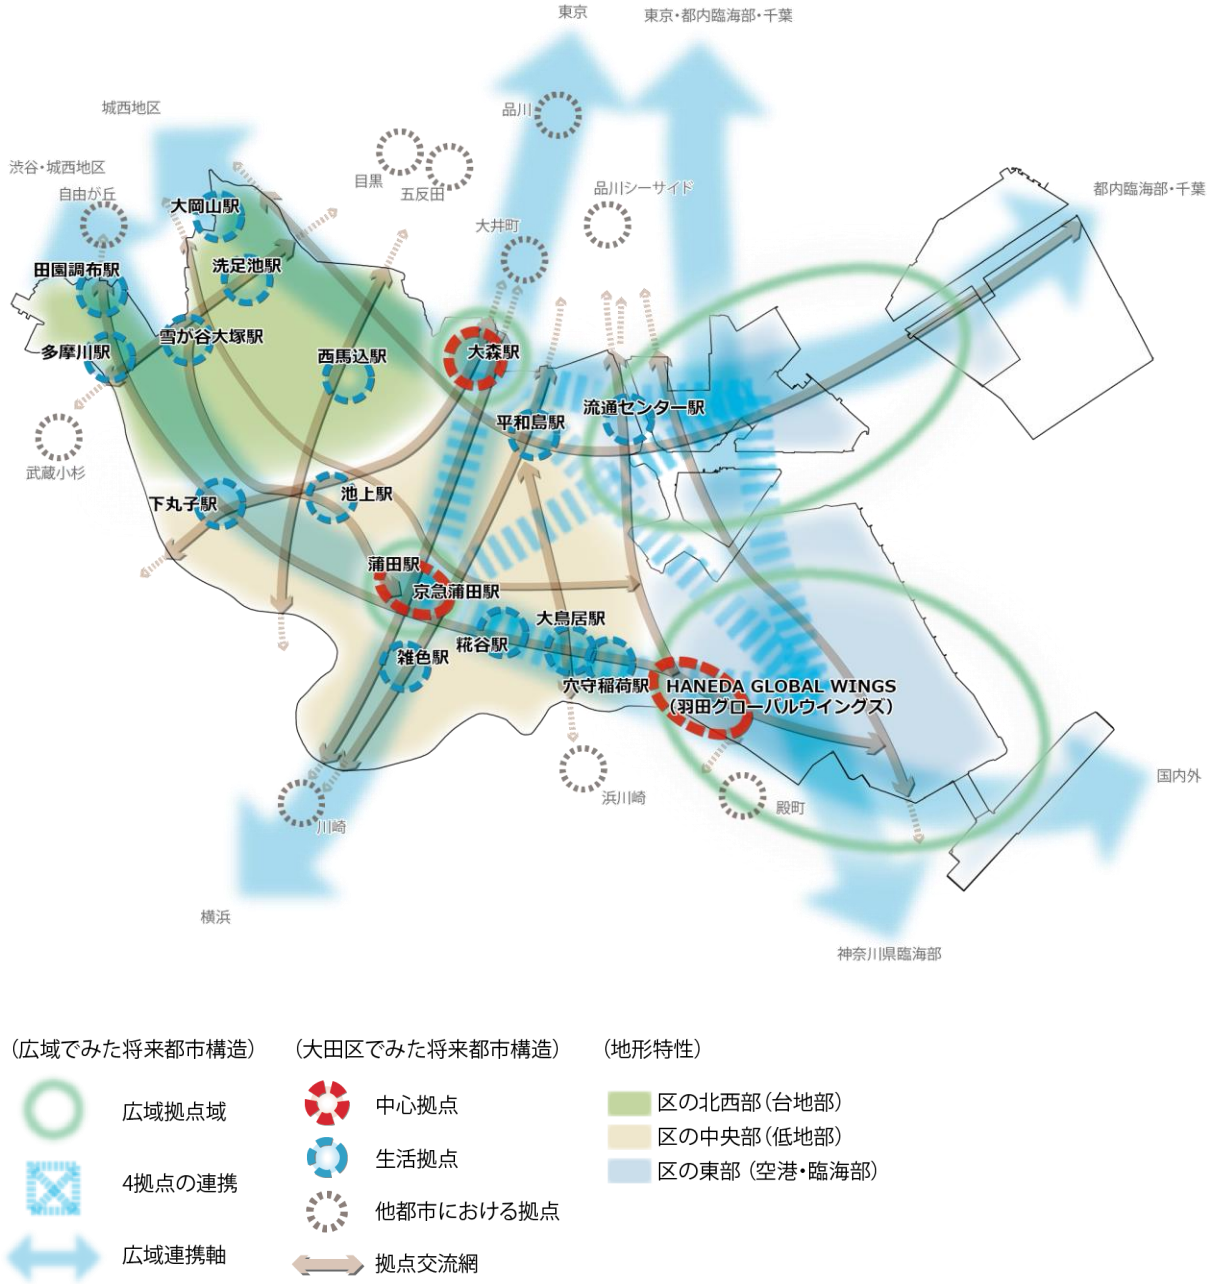 東京
東京・都内臨海部・千葉
城西地区
品川
渋谷・城西地区
目黒
五反田
品川シーサイド
都内臨海部・千葉
自由が丘
大岡山駅
大井町
田園調布駅
洗足池駅
雪が谷大塚駅
多摩川駅
西馬込駅
大森駅
流通センター駅
平和島駅
武蔵小杉
下丸子駅
池上駅
蒲田駅
京急蒲田駅
大鳥居駅
糀谷駅
雑色駅
穴守稲荷駅
HANEDA GLOBAL WINGS
（羽田グローバルウイングズ）
国内外
浜川崎
殿町
川崎
横浜
神奈川県臨海部
（広域でみた将来都市構造）
広域拠点域
4拠点の連携
広域連携軸
（大田区でみた将来都市構造）
中心拠点
生活拠点
他都市における拠点
拠点交流網
（地形特性）
区の北西部（台地部）
区の中央部（低地部）
区の東部（空港・臨海部）